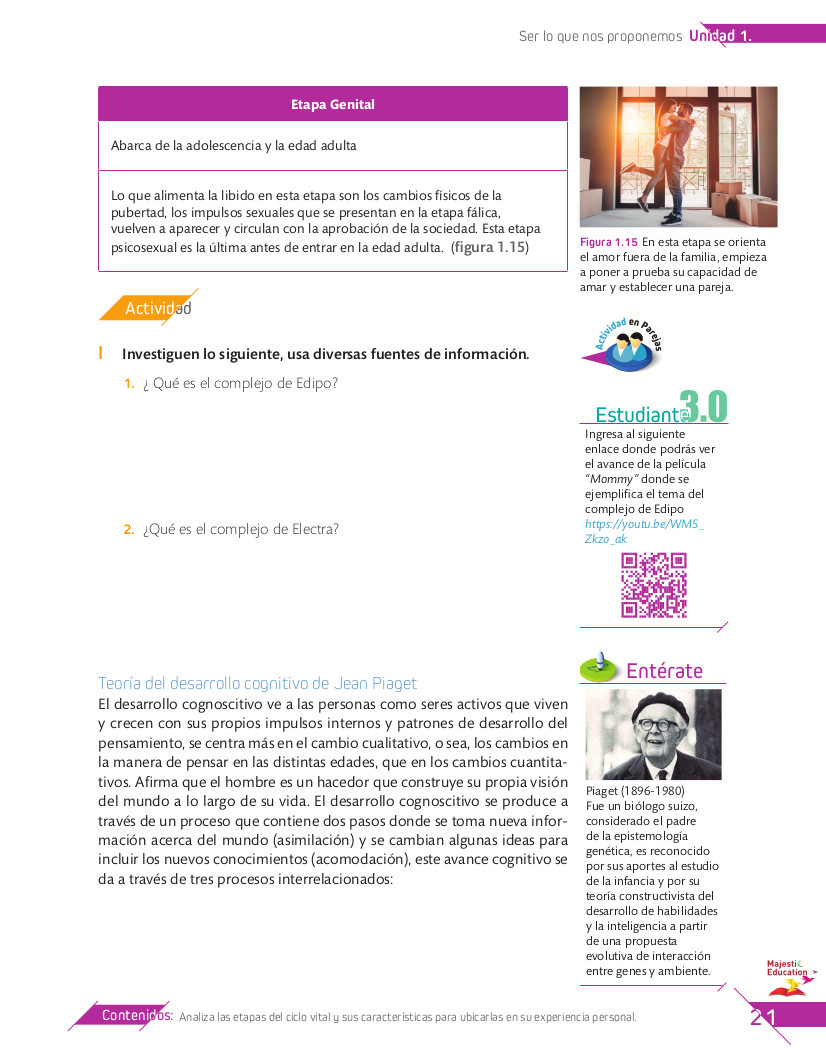 Ser lo que nos proponemos Unidad 1.
Etapa Genital
Abarca de la adolescencia y la edad adulta
Lo que alimenta la libido en esta etapa son los cambios físicos de la
pubertad, los impulsos sexuales que se presentan en la etapa fálica,
vuelven a aparecer y circulan con la aprobación de la sociedad. Esta etapa
psicosexual es la última antes de entrar en la edad adulta. (figura 1.15)
Figura 1.15 En esta etapa se orienta
el amor fuera de la familia, empieza
a poner a prueba su capacidad de
amar y establecer una pareja.
Actividad
I Investiguen lo siguiente, usa diversas fuentes de información.
1. ¿ Qué es el complejo de Edipo?
2. ¿Qué es el complejo de Electra?
Actividad en Parejas
Estudiante 3.0
Ingresa al siguiente
enlace donde podrás ver
el avance de la película
“Mommy” donde se
ejemplifica el tema del
complejo de Edipo
https://youtu.be/WM5_
Zkzo_ak
Teoría del desarrollo cognitivo de Jean Piaget
El desarrollo cognoscitivo ve a las personas como seres activos que viven
y crecen con sus propios impulsos internos y patrones de desarrollo del
pensamiento, se centra más en el cambio cualitativo, o sea, los cambios en
la manera de pensar en las distintas edades, que en los cambios cuantita-
tivos. Afirma que el hombre es un hacedor que construye su propia visión
del mundo a lo largo de su vida. El desarrollo cognoscitivo se produce a
través de un proceso que contiene dos pasos donde se toma nueva infor-
mación acerca del mundo (asimilación) y se cambian algunas ideas para
incluir los nuevos conocimientos (acomodación), este avance cognitivo se
da a través de tres procesos interrelacionados:
Entérate
Piaget (1896-1980)
Fue un biólogo suizo,
considerado el padre
de la epistemología
genética, es reconocido
por sus aportes al estudio
de la infancia y por su
teoría constructivista del
desarrollo de habilidades
y la inteligencia a partir
de una propuesta
evolutiva de interacción
entre genes y ambiente.
Majestic
Education
Contenidos: Analiza las etapas del ciclo vital y sus características para ubicarlas en su experiencia personal.
21